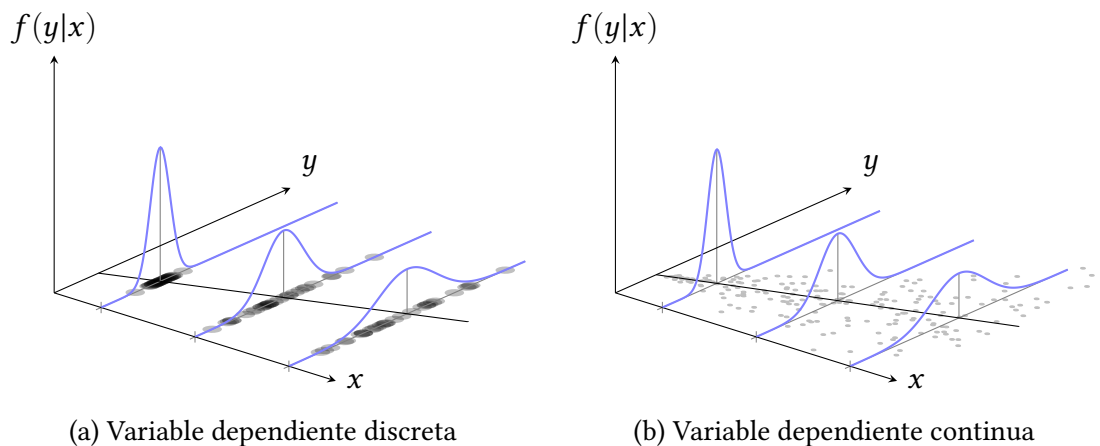 f(y|x)
y
x
(a) Variable dependiente discreta
f(y|x)
y
x
(b) Variable dependiente continua